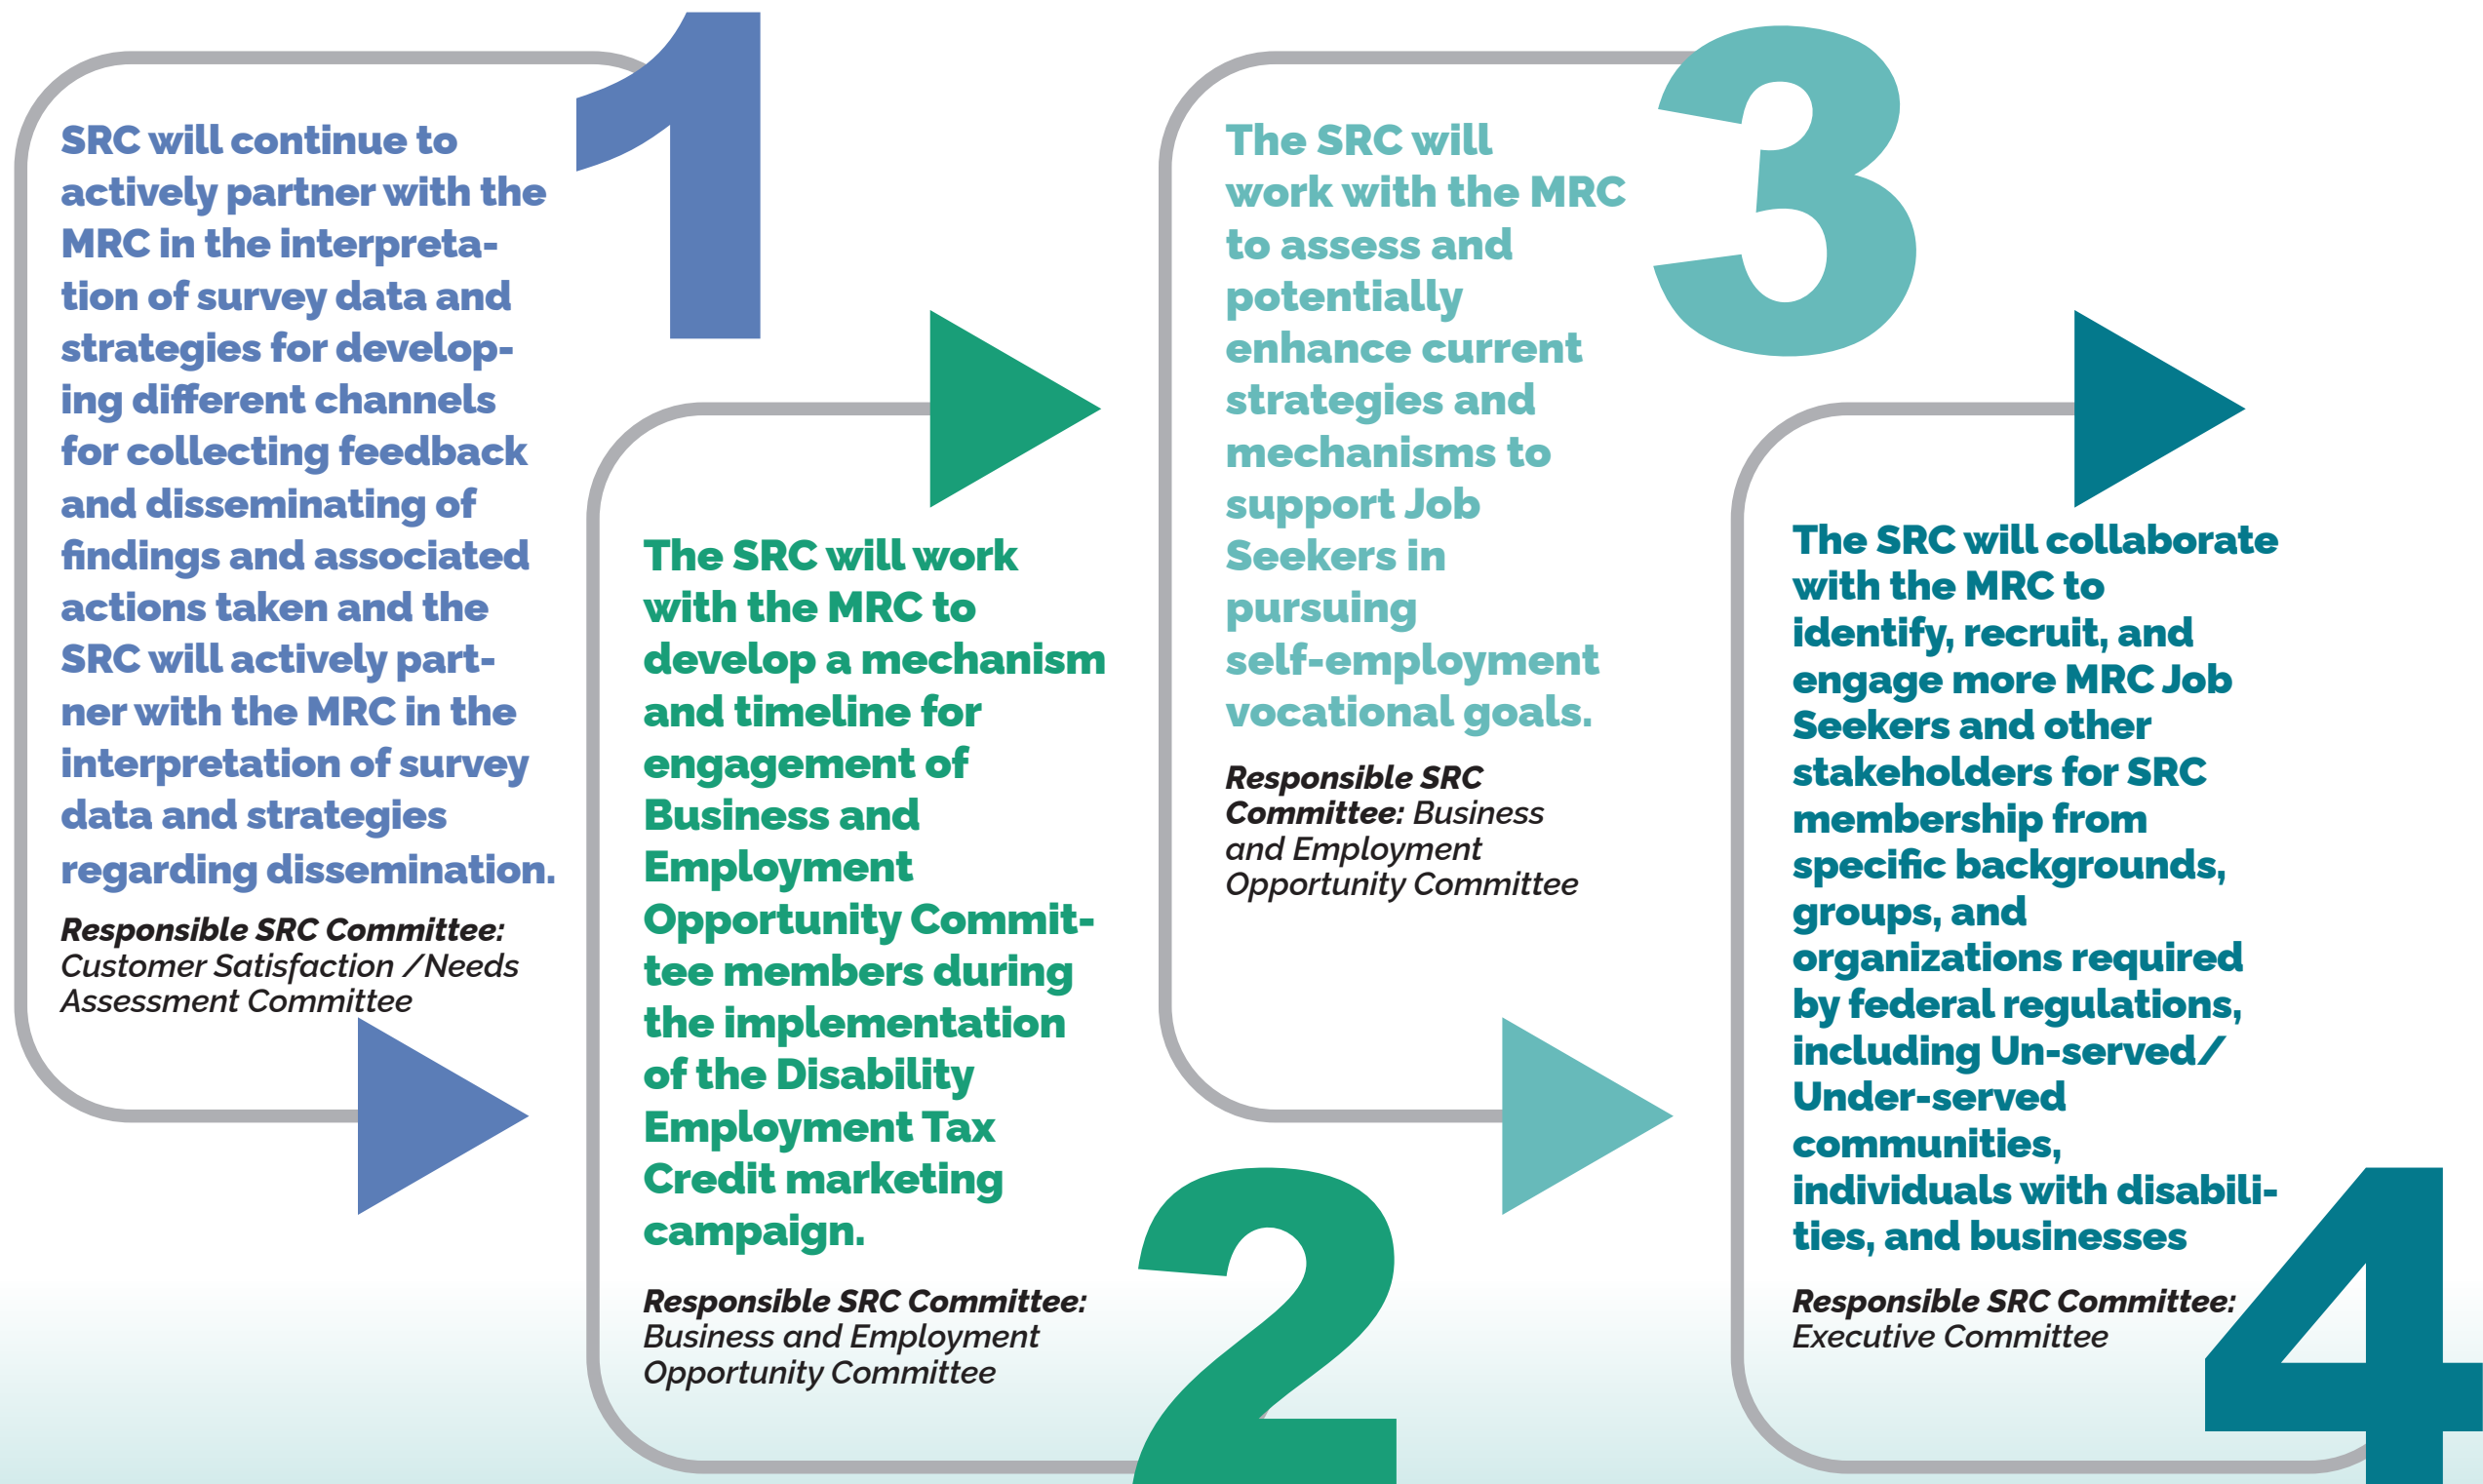 1
SRC will continue to
actively partner with the
MRC in the interpreta-
tion of survey data and
strategies for develop-
ing different channels
for collecting feedback
and disseminating of
findings and associated
actions taken and the
SRC will actively part-
ner with the MRC in the
interpretation of survey
data and strategies
regarding dissemination.
Responsible SRC Committee:
Customer Satisfaction /Needs
Assessment Committee
2
The SRC will work
with the MRC to
develop a mechanism
and timeline for
engagement of
Business and
Employment
Opportunity Commit-
tee members during
the implementation
of the Disability
Employment Tax
Credit marketing
campaign.
Responsible SRC Committee:
Business and Employment
Opportunity Committee
3
The SRC will
work with the MRC
to assess and
potentially
enhance current
strategies and
mechanisms to
support Job
Seekers in
pursuing
self-employment
vocational goals.
Responsible SRC
Committee: Business
and Employment
Opportunity Committee
4
The SRC will collaborate
with the MRC to
identify, recruit, and
engage more MRC Job
Seekers and other
stakeholders for SRC
membership from
specific backgrounds,
groups, and
organizations required
by federal regulations,
including Un-served/
Under-served
communities,
individuals with disabili-
ties, and businesses
Responsible SRC Committee:
Executive Committee